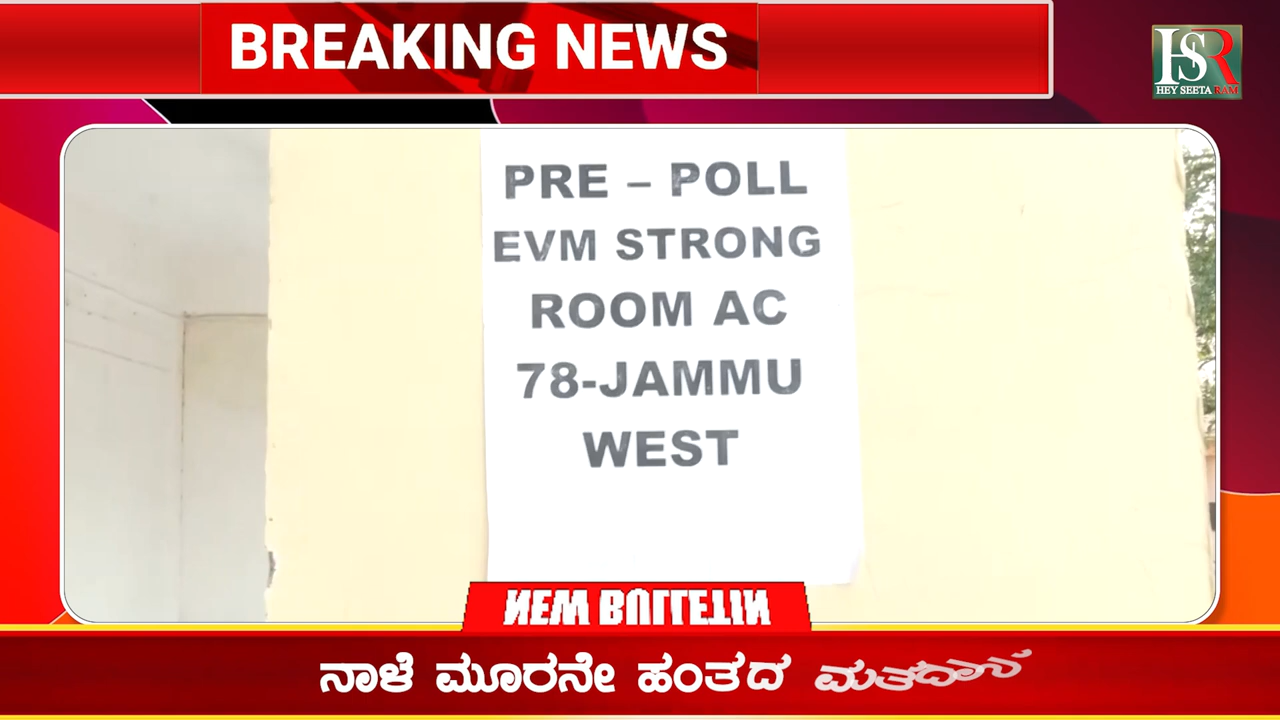 BREAKING NEWS
HSR
HEY SEETA RAM
PRE – POLL
EVM STRONG
ROOM AC
78-JAMMU
WEST
NEW BULLETIN
ನಾಳೆ ಮೂರನೇ ಹಂತದ ಮತದಾನ